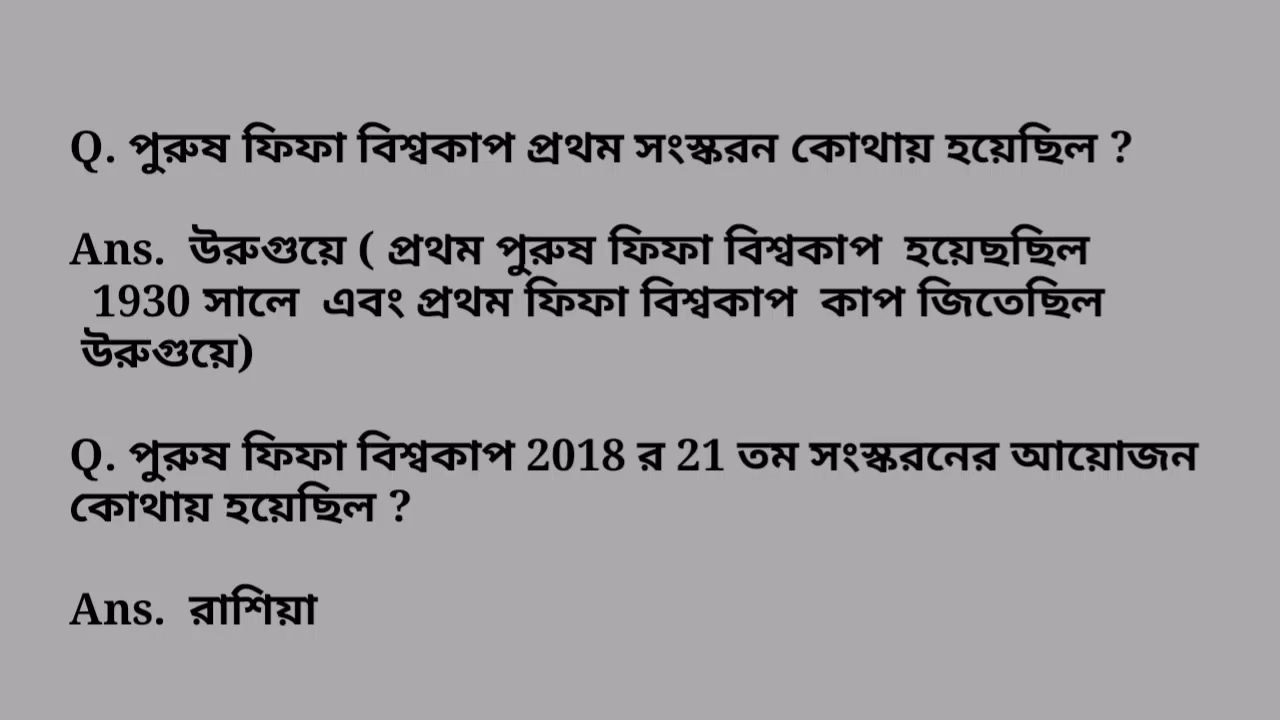 Q. পুরুষ ফিফা বিশ্বকাপ প্রথম সংস্করন কোথায় হয়েছিল ?
Ans. উরুগুয়ে ( প্রথম পুরুষ ফিফা বিশ্বকাপ হয়েছছিল
1930 সালে এবং প্রথম ফিফা বিশ্বকাপ কাপ জিতেছিল
উরুগুয়ে)
Q. পুরুষ ফিফা বিশ্বকাপ 2018 র 21 তম সংস্করনের আয়োজন
কোথায় হয়েছিল ?
Ans. রাশিয়া